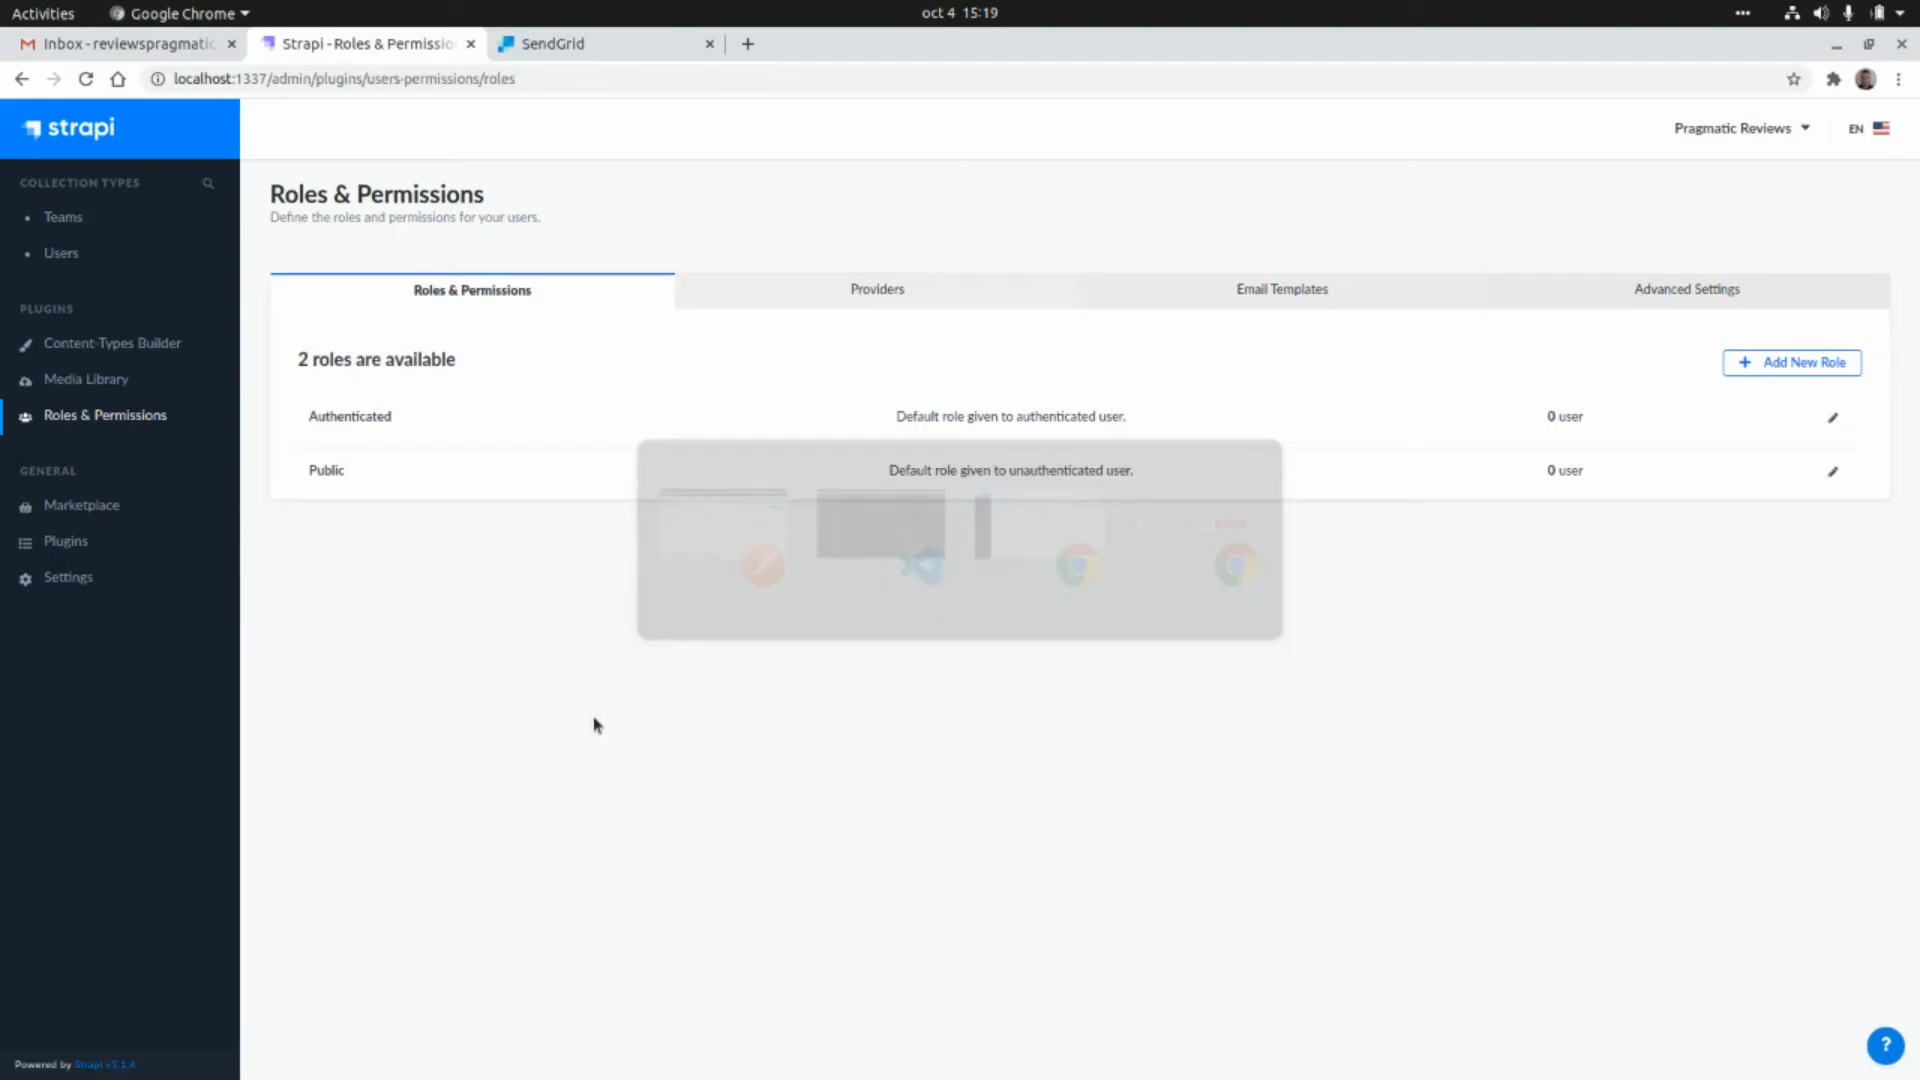 Activities
Google Chrome
oct 4 15:19
Inbox - reviewspragmatic
Strapi - Roles & Permissio
SendGrid
localhost:1337/admin/plugins/users-permissions/roles
strapi
Pragmatic Reviews
EN
COLLECTION TYPES
Teams
Users
PLUGINS
Content-Types Builder
Media Library
Roles & Permissions
GENERAL
Marketplace
Plugins
Settings
Roles & Permissions
Define the roles and permissions for your users.
Roles & Permissions
Providers
Email Templates
Advanced Settings
2 roles are available
+ Add New Role
Authenticated
Default role given to authenticated user.
0 user
Public
Default role given to unauthenticated user.
0 user
?
Powered by Strapi v3.1.4